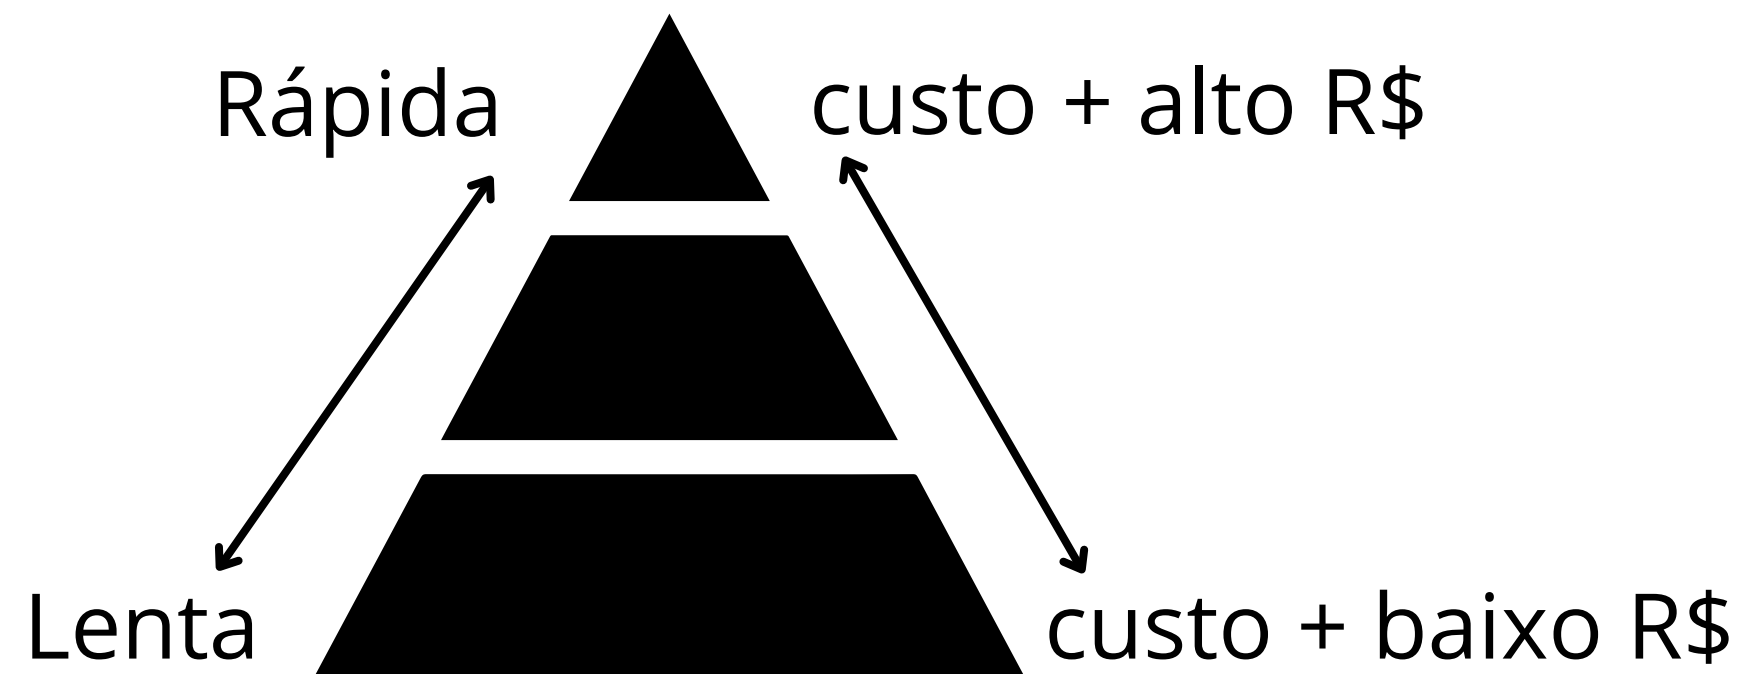 Rápida
custo + alto R$
Lenta
custo + baixo R$